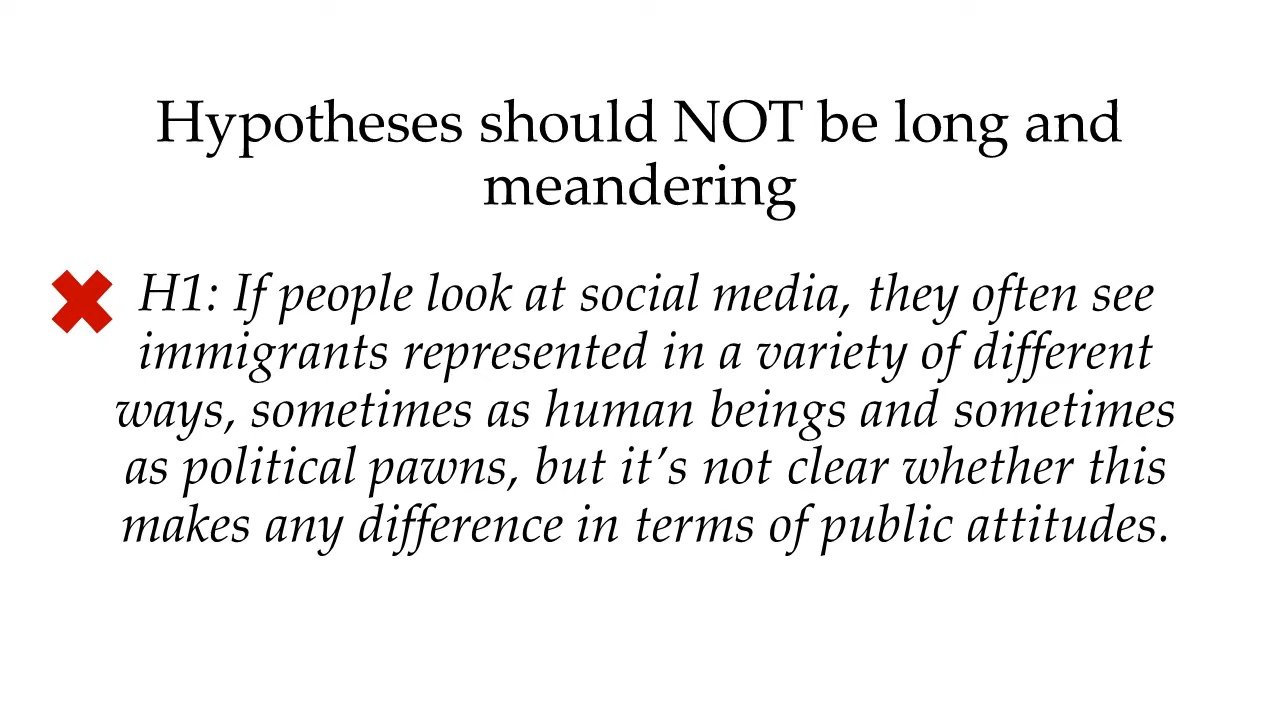 Hypotheses should NOT be long and
meandering
H1: If people look at social media, they often see
immigrants represented in a variety of different
ways, sometimes as human beings and sometimes
as political pawns, but it’s not clear whether this
makes any difference in terms of public attitudes.